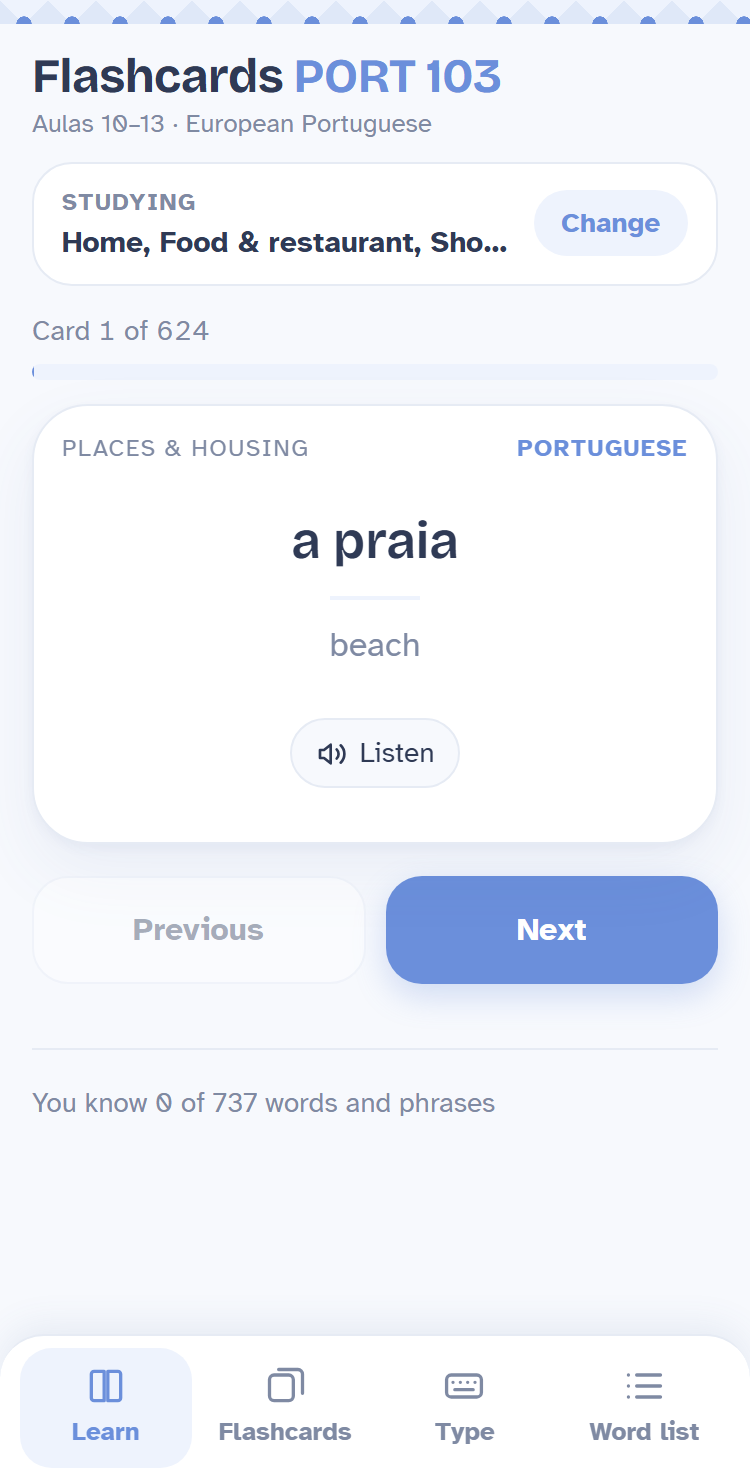 Flashcards PORT 103
Aulas 10–13 · European Portuguese
STUDYING
Home, Food & restaurant, Sho...
Change
Card 1 of 624
PLACES & HOUSING
PORTUGUESE
a praia
beach
Listen
Previous
Next
You know 0 of 737 words and phrases
Learn
Flashcards
Type
Word list